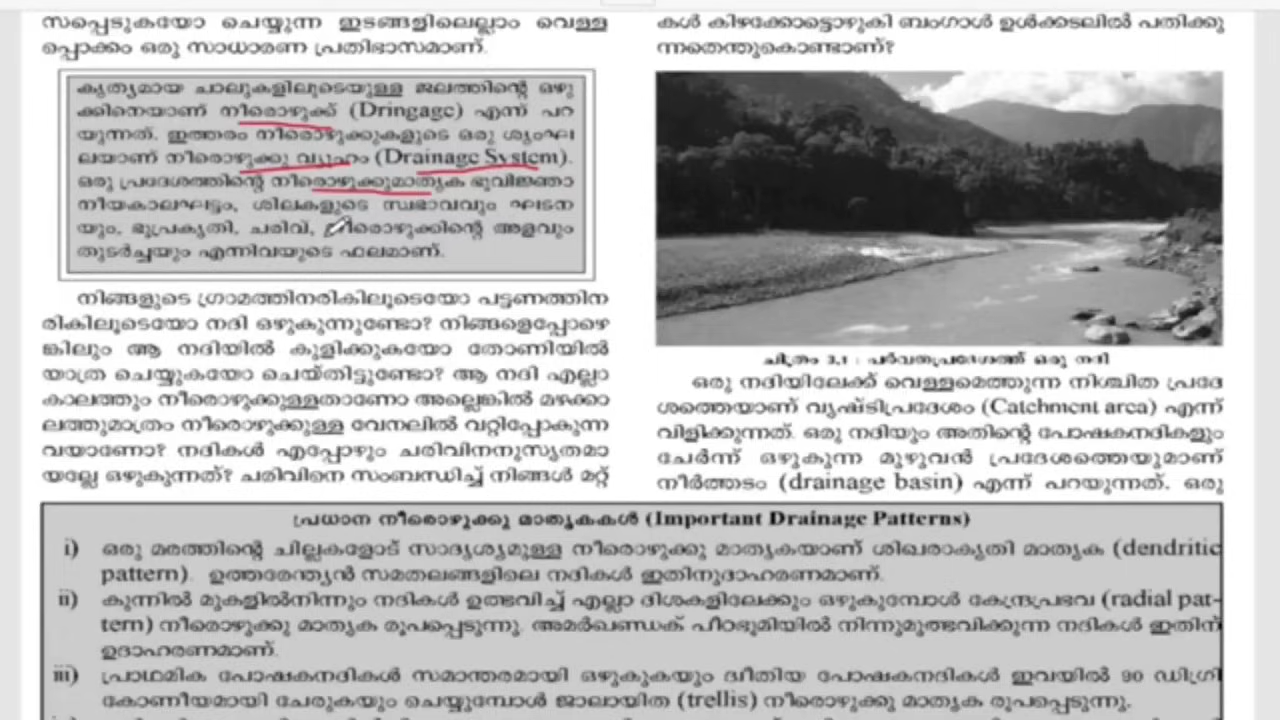 സപ്പെടുകയോ ചെയ്യുന്ന ഇടങ്ങളിലെല്ലാം വെള്ള
പ്പൊക്കം ഒരു സാധാരണ പ്രതിഭാസമാണ്.
കൃത്യമായ ചാലുകളിലൂടെയുള്ള ജലത്തിന്റെ ഒഴു
ക്കിനെയാണ് നീരൊഴുക്ക് (Dringage) എന്ന് പറ
യുന്നത്. ഇത്തരം നീരൊഴുക്കുകളുടെ ഒരു ശൃംഘ
ലയാണ് നീരൊഴുക്കു വ്യൂഹം (Drainage System).
ഒരു പ്രദേശത്തിന്റെ നീരൊഴുക്കുമാതൃക ഭൂവിജ്ഞാ
നീയകാലഘട്ടം, ശിലകളുടെ സ്വഭാവവും ഘടന
യും, ഭൂപ്രകൃതി, ചരിവ്, നീരൊഴുക്കിന്റെ അളവും
തുടർച്ചയും എന്നിവയുടെ ഫലമാണ്.
നിങ്ങളുടെ ഗ്രാമത്തിനരികിലൂടെയോ പട്ടണത്തിന
രികിലൂടെയോ നദി ഒഴുകുന്നുണ്ടോ? നിങ്ങളെപ്പോഴെ
ങ്കിലും ആ നദിയിൽ കുളിക്കുകയോ തോണിയിൽ
യാത്ര ചെയ്യുകയോ ചെയ്തിട്ടുണ്ടോ? ആ നദി എല്ലാ
കാലത്തും നീരൊഴുക്കുള്ളതാണോ അല്ലെങ്കിൽ മഴക്കാ
ലത്തുമാത്രം നീരൊഴുക്കുള്ള വേനലിൽ വറ്റിപ്പോകുന്ന
വയാണോ? നദികൾ എപ്പോഴും ചരിവിനനുസൃതമാ
യല്ലേ ഒഴുകുന്നത്? ചരിവിനെ സംബന്ധിച്ച് നിങ്ങൾ മറ്റ്
കൾ കിഴക്കോട്ടൊഴുകി ബംഗാൾ ഉൾക്കടലിൽ പതിക്കു
ന്നതെന്തുകൊണ്ടാണ്?
ചിത്രം 3.1 : പർവതപ്രദേശത്ത് ഒരു നദി
ഒരു നദിയിലേക്ക് വെള്ളമെത്തുന്ന നിശ്ചിത പ്രദേ
ശത്തെയാണ് വൃഷ്ടിപ്രദേശം (Catchment area) എന്ന്
വിളിക്കുന്നത്. ഒരു നദിയും അതിന്റെ പോഷകനദികളും
ചേർന്ന് ഒഴുകുന്ന മുഴുവൻ പ്രദേശത്തെയുമാണ്
നീർത്തടം (drainage basin) എന്ന് പറയുന്നത്. ഒരു
പ്രധാന നീരൊഴുക്കു മാതൃകകൾ (Important Drainage Patterns)
i) ഒരു മരത്തിന്റെ ചില്ലകളോട് സാദൃശ്യമുള്ള നീരൊഴുക്കു മാതൃകയാണ് ശിഖരാകൃതി മാതൃക (dendritic
pattern). ഉത്തരേന്ത്യൻ സമതലങ്ങളിലെ നദികൾ ഇതിനുദാഹരണമാണ്.
ii) കുന്നിൻ മുകളിൽനിന്നും നദികൾ ഉത്ഭവിച്ച് എല്ലാ ദിശകളിലേക്കും ഒഴുകുമ്പോൾ കേന്ദ്രപ്രഭവ (radial pat-
tern) നീരൊഴുക്കു മാതൃക രൂപപ്പെടുന്നു. അമർഖണ്ഡക് പീഠഭൂമിയിൽ നിന്നുമുത്ഭവിക്കുന്ന നദികൾ ഇതിന്
ഉദാഹരണമാണ്.
iii) പ്രാഥമിക പോഷകനദികൾ സമാന്തരമായി ഒഴുകുകയും ദ്വീതിയ പോഷകനദികൾ ഇവയിൽ 90 ഡിഗ്രി
കോണീയമായി ചേരുകയും ചെയ്യുമ്പോൾ ജാലായിത (trellis) നീരൊഴുക്കു മാതൃക രൂപപ്പെടുന്നു.